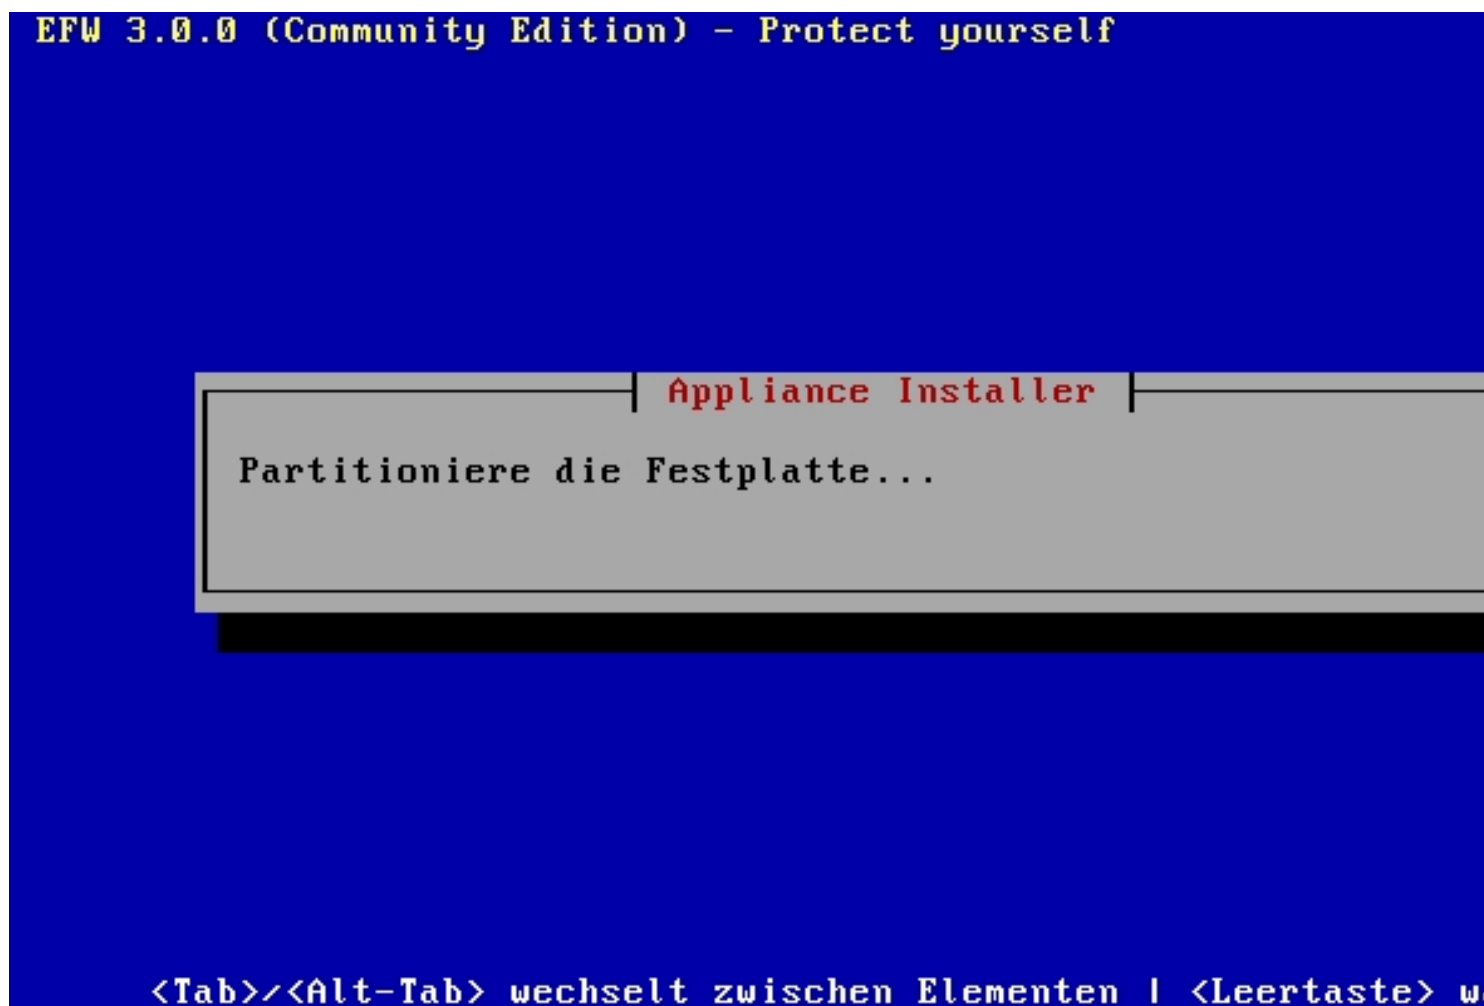 EFW 3.0.0 (Community Edition) - Protect yourself
Appliance Installer
Partitioniere die Festplatte...
<Tab>/<Alt-Tab> wechselt zwischen Elementen | <Leertaste> w